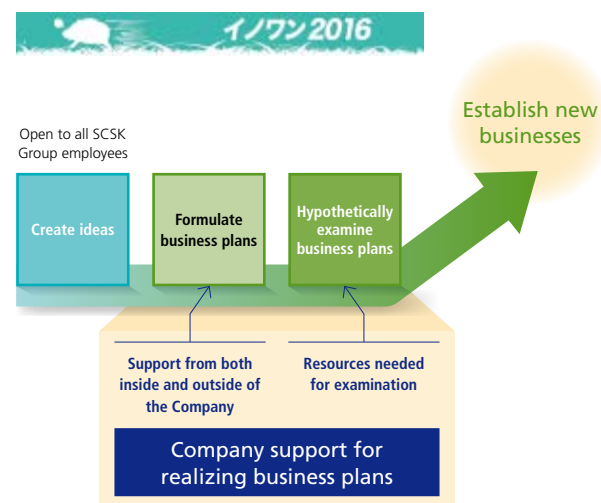 イノワン2016
Establish new
businesses
Open to all SCSK
Group employees
Create ideas
Formulate
business plans
Hypothetically
examine
business plans
Support from both
inside and outside of
the Company
Resources needed
for examination
Company support for
realizing business plans